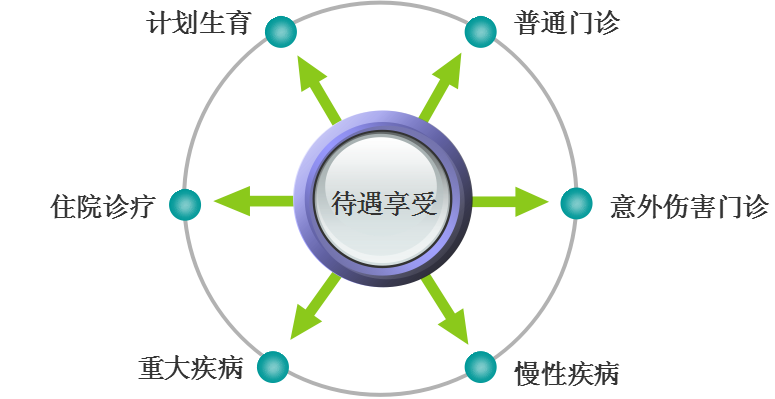 计划生育
普通门诊
住院诊疗
待遇享受
意外伤害门诊
重大疾病
慢性疾病